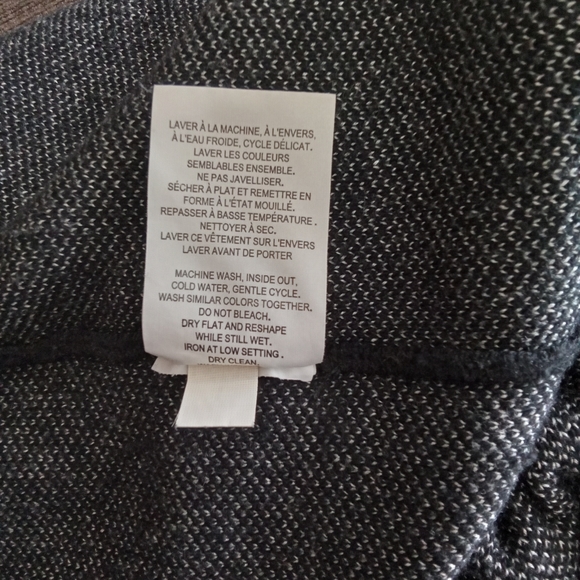 LAVER À LA MACHINE, À L'ENVERS,
À L'EAU FROIDE, CYCLE DÉLICAT.
LAVER LES COULEURS
SEMBLABLES ENSEMBLE.
NE PAS JAVELLISER.
SÉCHER À PLAT ET REMETTRE EN
FORME À L'ÉTAT MOUILLÉ.
REPASSER À BASSE TEMPÉRATURE .
NETTOYER À SEC.
LAVER CE VÊTEMENT SUR L'ENVERS
LAVER AVANT DE PORTER
MACHINE WASH, INSIDE OUT,
COLD WATER, GENTLE CYCLE.
WASH SIMILAR COLORS TOGETHER.
DO NOT BLEACH.
DRY FLAT AND RESHAPE
WHILE STILL WET.
IRON AT LOW SETTING .
DRY CLEAN